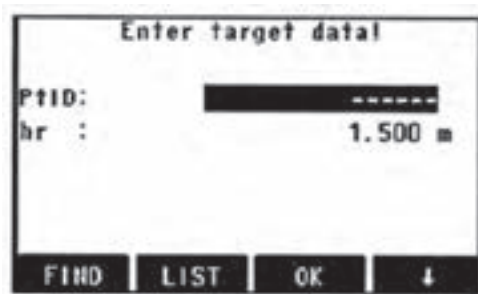 Enter target data!
PtID: ------
hr : 1.500 m
FIND LIST OK ↓